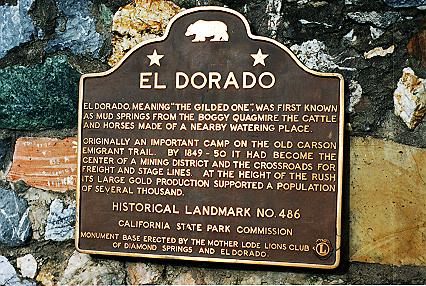 EL DORADO
EL DORADO, MEANING "THE GILDED ONE", WAS FIRST KNOWN
AS MUD SPRINGS FROM THE BOGGY QUAGMIRE THE CATTLE
AND HORSES MADE OF A NEARBY WATERING PLACE.
ORIGINALLY AN IMPORTANT CAMP ON THE OLD CARSON
EMIGRANT TRAIL. BY 1849-50 IT HAD BECOME THE
CENTER OF A MINING DISTRICT AND THE CROSSROADS FOR
FREIGHT AND STAGE LINES. AT THE HEIGHT OF THE RUSH
ITS LARGE GOLD PRODUCTION SUPPORTED A POPULATION
OF SEVERAL THOUSAND.
HISTORICAL LANDMARK NO. 486
CALIFORNIA STATE PARK COMMISSION
MONUMENT BASE ERECTED BY THE MOTHER LODE LIONS CLUB
OF DIAMOND SPRINGS AND EL DORADO.
L